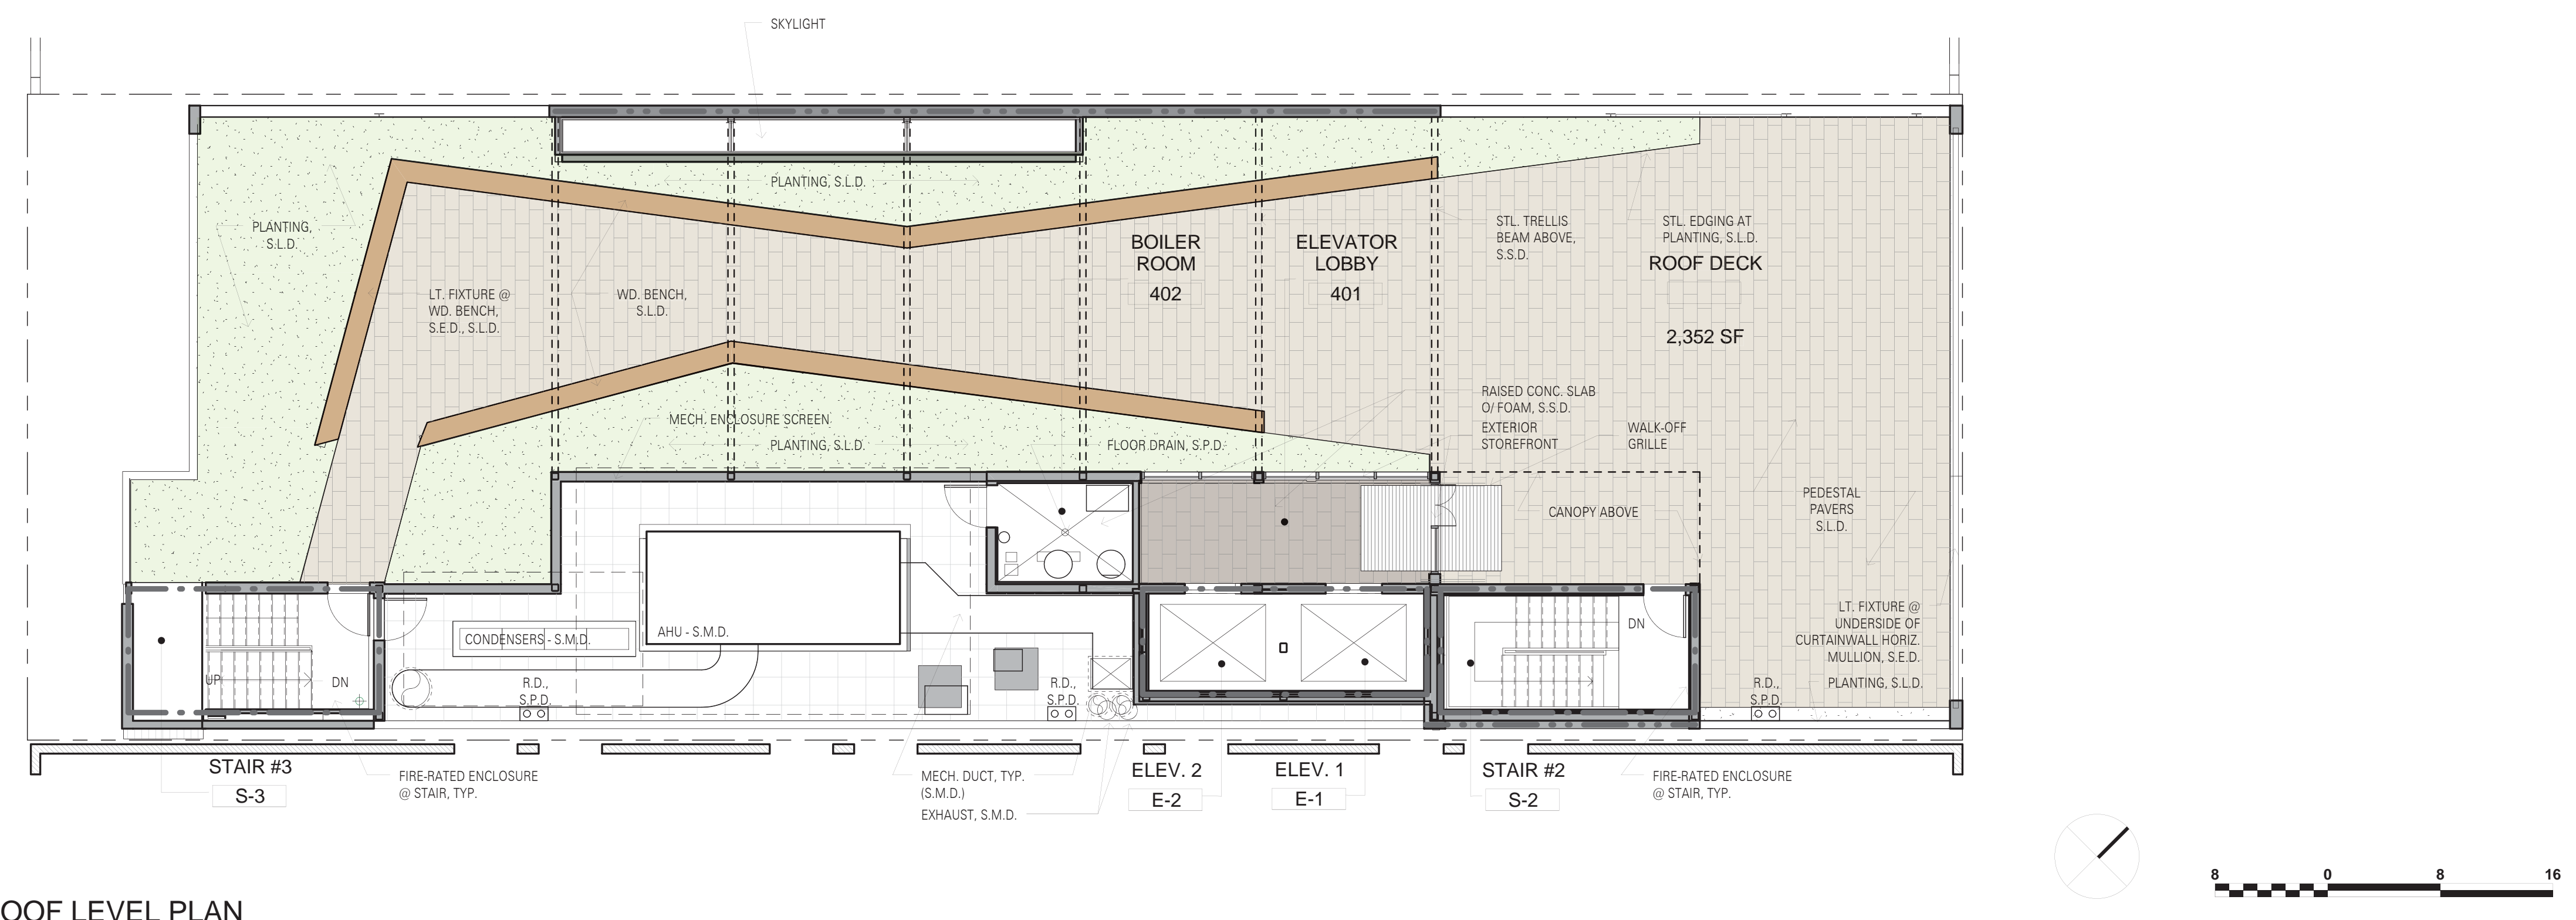 SKYLIGHT
PLANTING, S.L.D.
PLANTING,
S.L.D.
BOILER
ROOM
402
ELEVATOR
LOBBY
401
STL. TRELLIS
BEAM ABOVE,
S.S.D.
STL. EDGING AT
PLANTING, S.L.D.
ROOF DECK
2,352 SF
LT. FIXTURE @
WD. BENCH,
S.E.D., S.L.D.
WD. BENCH,
S.L.D.
MECH. ENCLOSURE SCREEN
PLANTING, S.L.D.
FLOOR DRAIN, S.P.D.
RAISED CONC. SLAB
O/ FOAM, S.S.D.
EXTERIOR
STOREFRONT
WALK-OFF
GRILLE
CANOPY ABOVE
PEDESTAL
PAVERS
S.L.D.
LT. FIXTURE @
UNDERSIDE OF
CURTAINWALL HORIZ.
MULLION, S.E.D.
PLANTING, S.L.D.
CONDENSERS - S.M.D.
AHU - S.M.D.
UP
DN
R.D.,
S.P.D.
R.D.,
S.P.D.
DN
R.D.,
S.P.D.
STAIR #3
S-3
FIRE-RATED ENCLOSURE
@ STAIR, TYP.
MECH. DUCT, TYP.
(S.M.D.)
EXHAUST, S.M.D.
ELEV. 2
E-2
ELEV. 1
E-1
STAIR #2
S-2
FIRE-RATED ENCLOSURE
@ STAIR, TYP.
8 0 8 16
OOF LEVEL PLAN